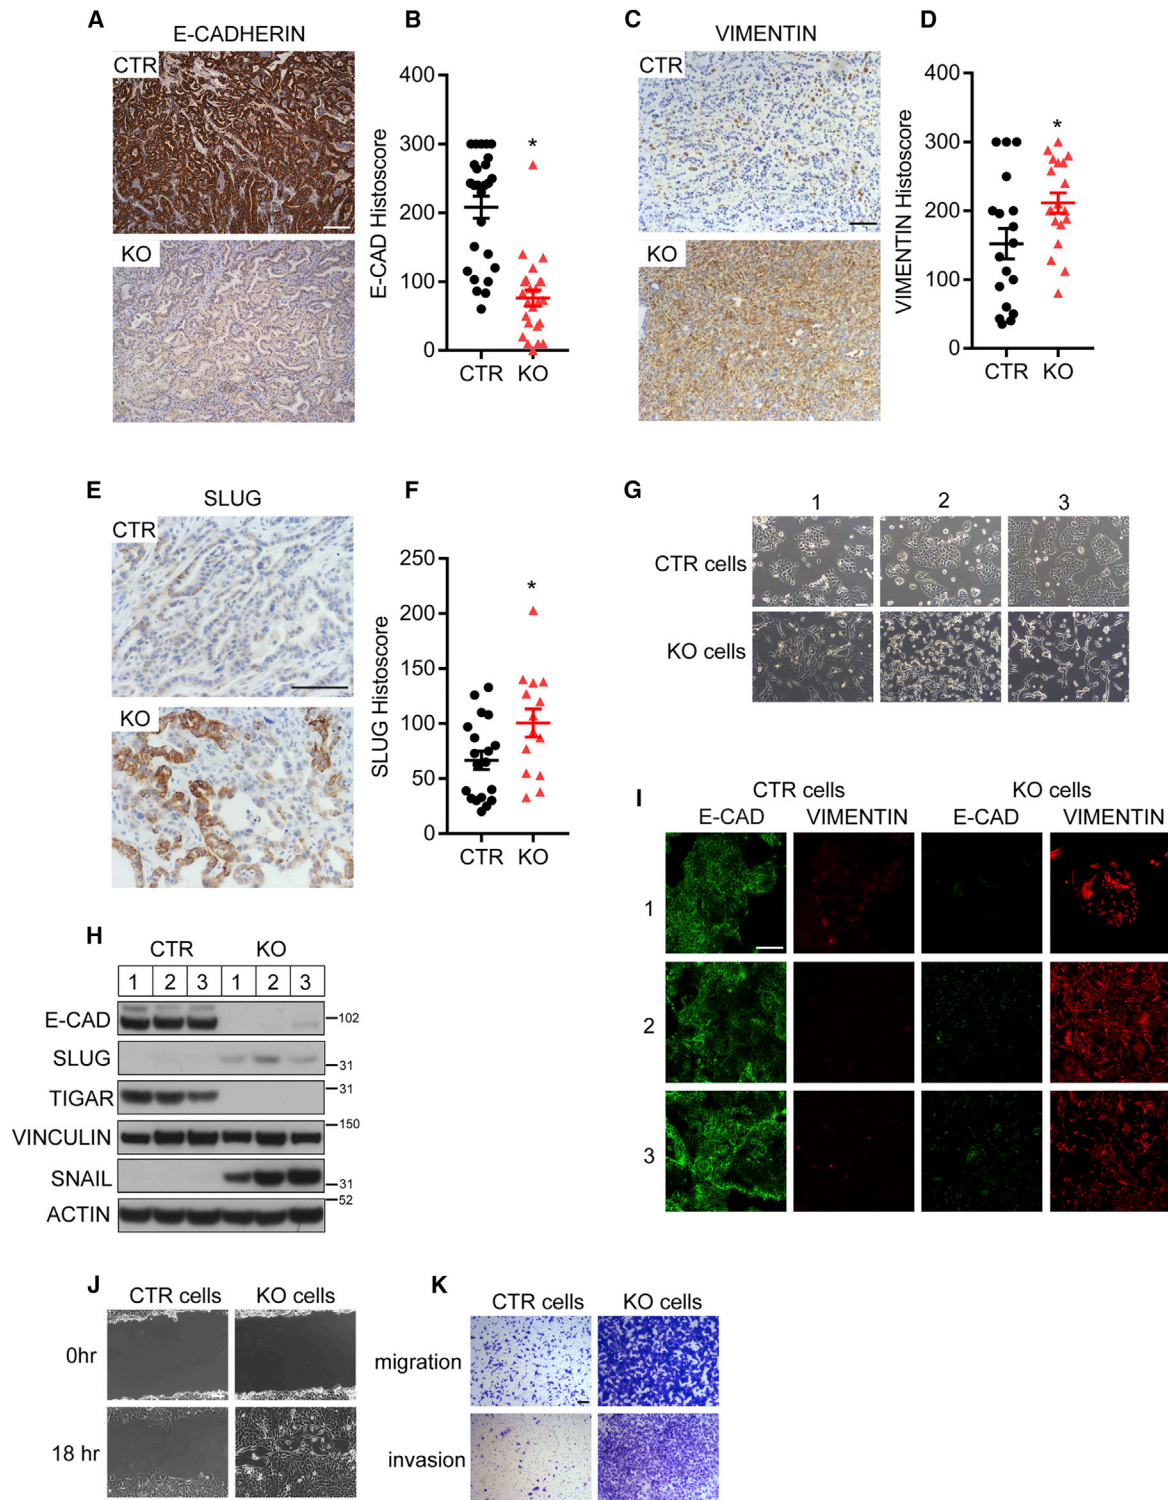 A E-CADHERIN
CTR
KO
B
E-CAD Histoscore
400
300
200
100
0
CTR KO
*
C VIMENTIN
CTR
KO
D
VIMENTIN Histoscore
400
300
200
100
0
CTR KO
*
E SLUG
CTR
KO
F
SLUG Histoscore
250
200
150
100
50
0
CTR KO
*
G
1 2 3
CTR cells
KO cells
H
CTR KO
1 2 3 1 2 3
E-CAD 102
SLUG 31
TIGAR 31
VINCULIN 150
SNAIL 31
ACTIN 52
I
CTR cells KO cells
E-CAD VIMENTIN E-CAD VIMENTIN
1
2
3
J
CTR cells KO cells
0hr
18 hr
K
CTR cells KO cells
migration
invasion